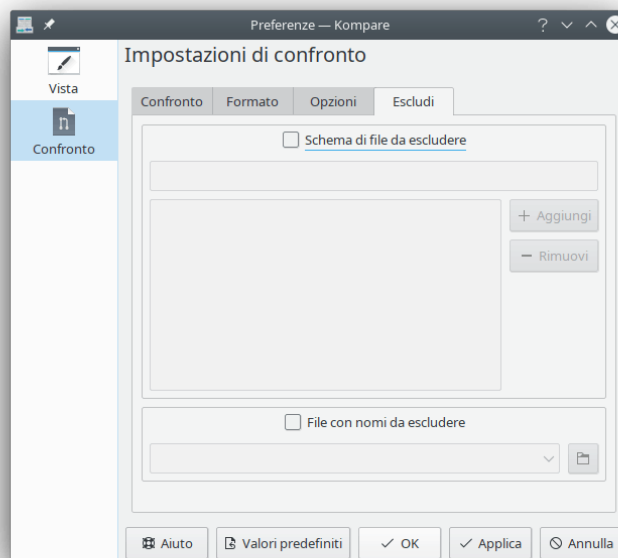 Preferenze — Kompare
Impostazioni di confronto
Vista
Confronto
Confronto Formato Opzioni Escludi
Schema di file da escludere
+ Aggiungi
− Rimuovi
File con nomi da escludere
Aiuto Valori predefiniti OK Applica Annulla